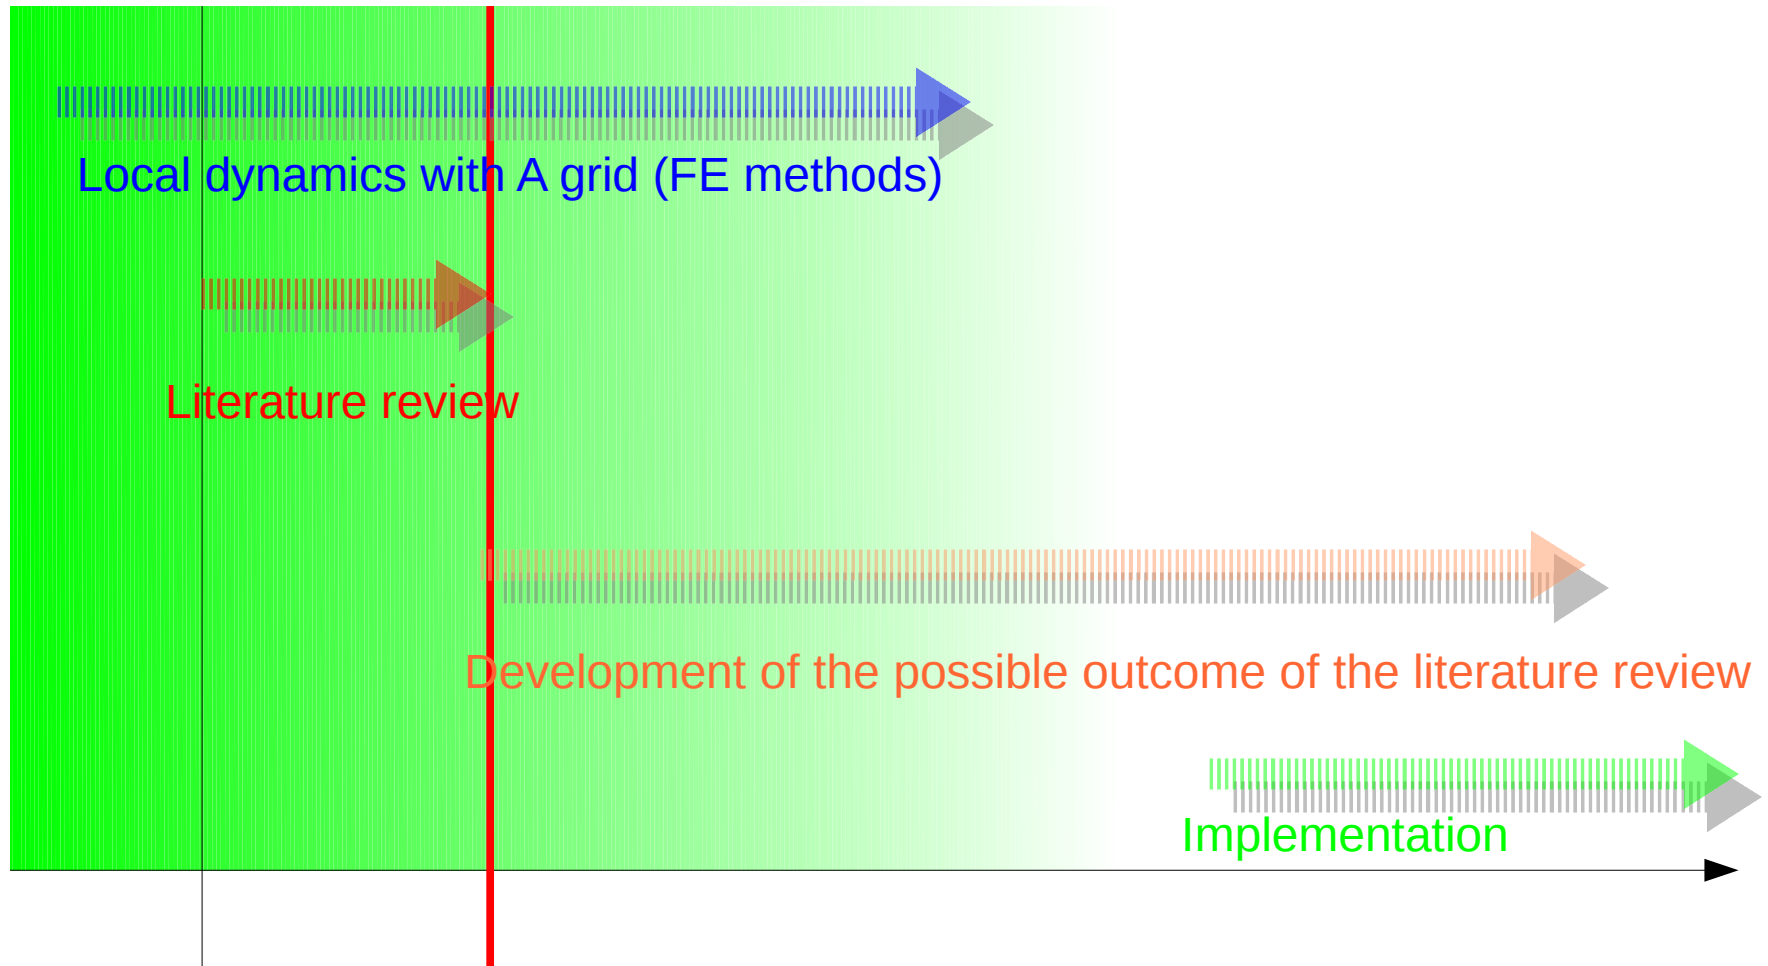 Local dynamics with A grid (FE methods)
Literature review
Development of the possible outcome of the literature review
Implementation